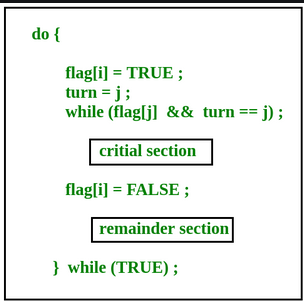 do {
flag[i] = TRUE ;
turn = j ;
while (flag[j] && turn == j) ;
critial section
flag[i] = FALSE ;
remainder section
} while (TRUE) ;